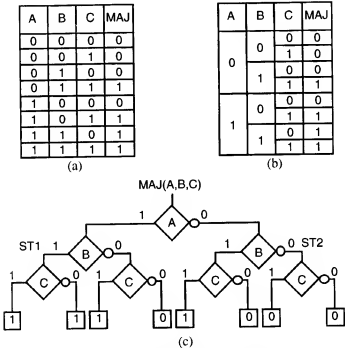 A B C MAJ
0 0 0 0
0 0 1 0
0 1 0 0
0 1 1 1
1 0 0 0
1 0 1 1
1 1 0 1
1 1 1 1
(a)
A B C MAJ
0 0 0 0
1 0
1 0 0
1 1
1 0 0 0
1 1
1 0 1
1 1
(b)
MAJ(A,B,C)
1 A 0
ST1 1 B 0 1 B 0 ST2
1 C 0 1 C 0 1 C 0 1 C 0
1 1 1 0 1 0 0 0
(c)